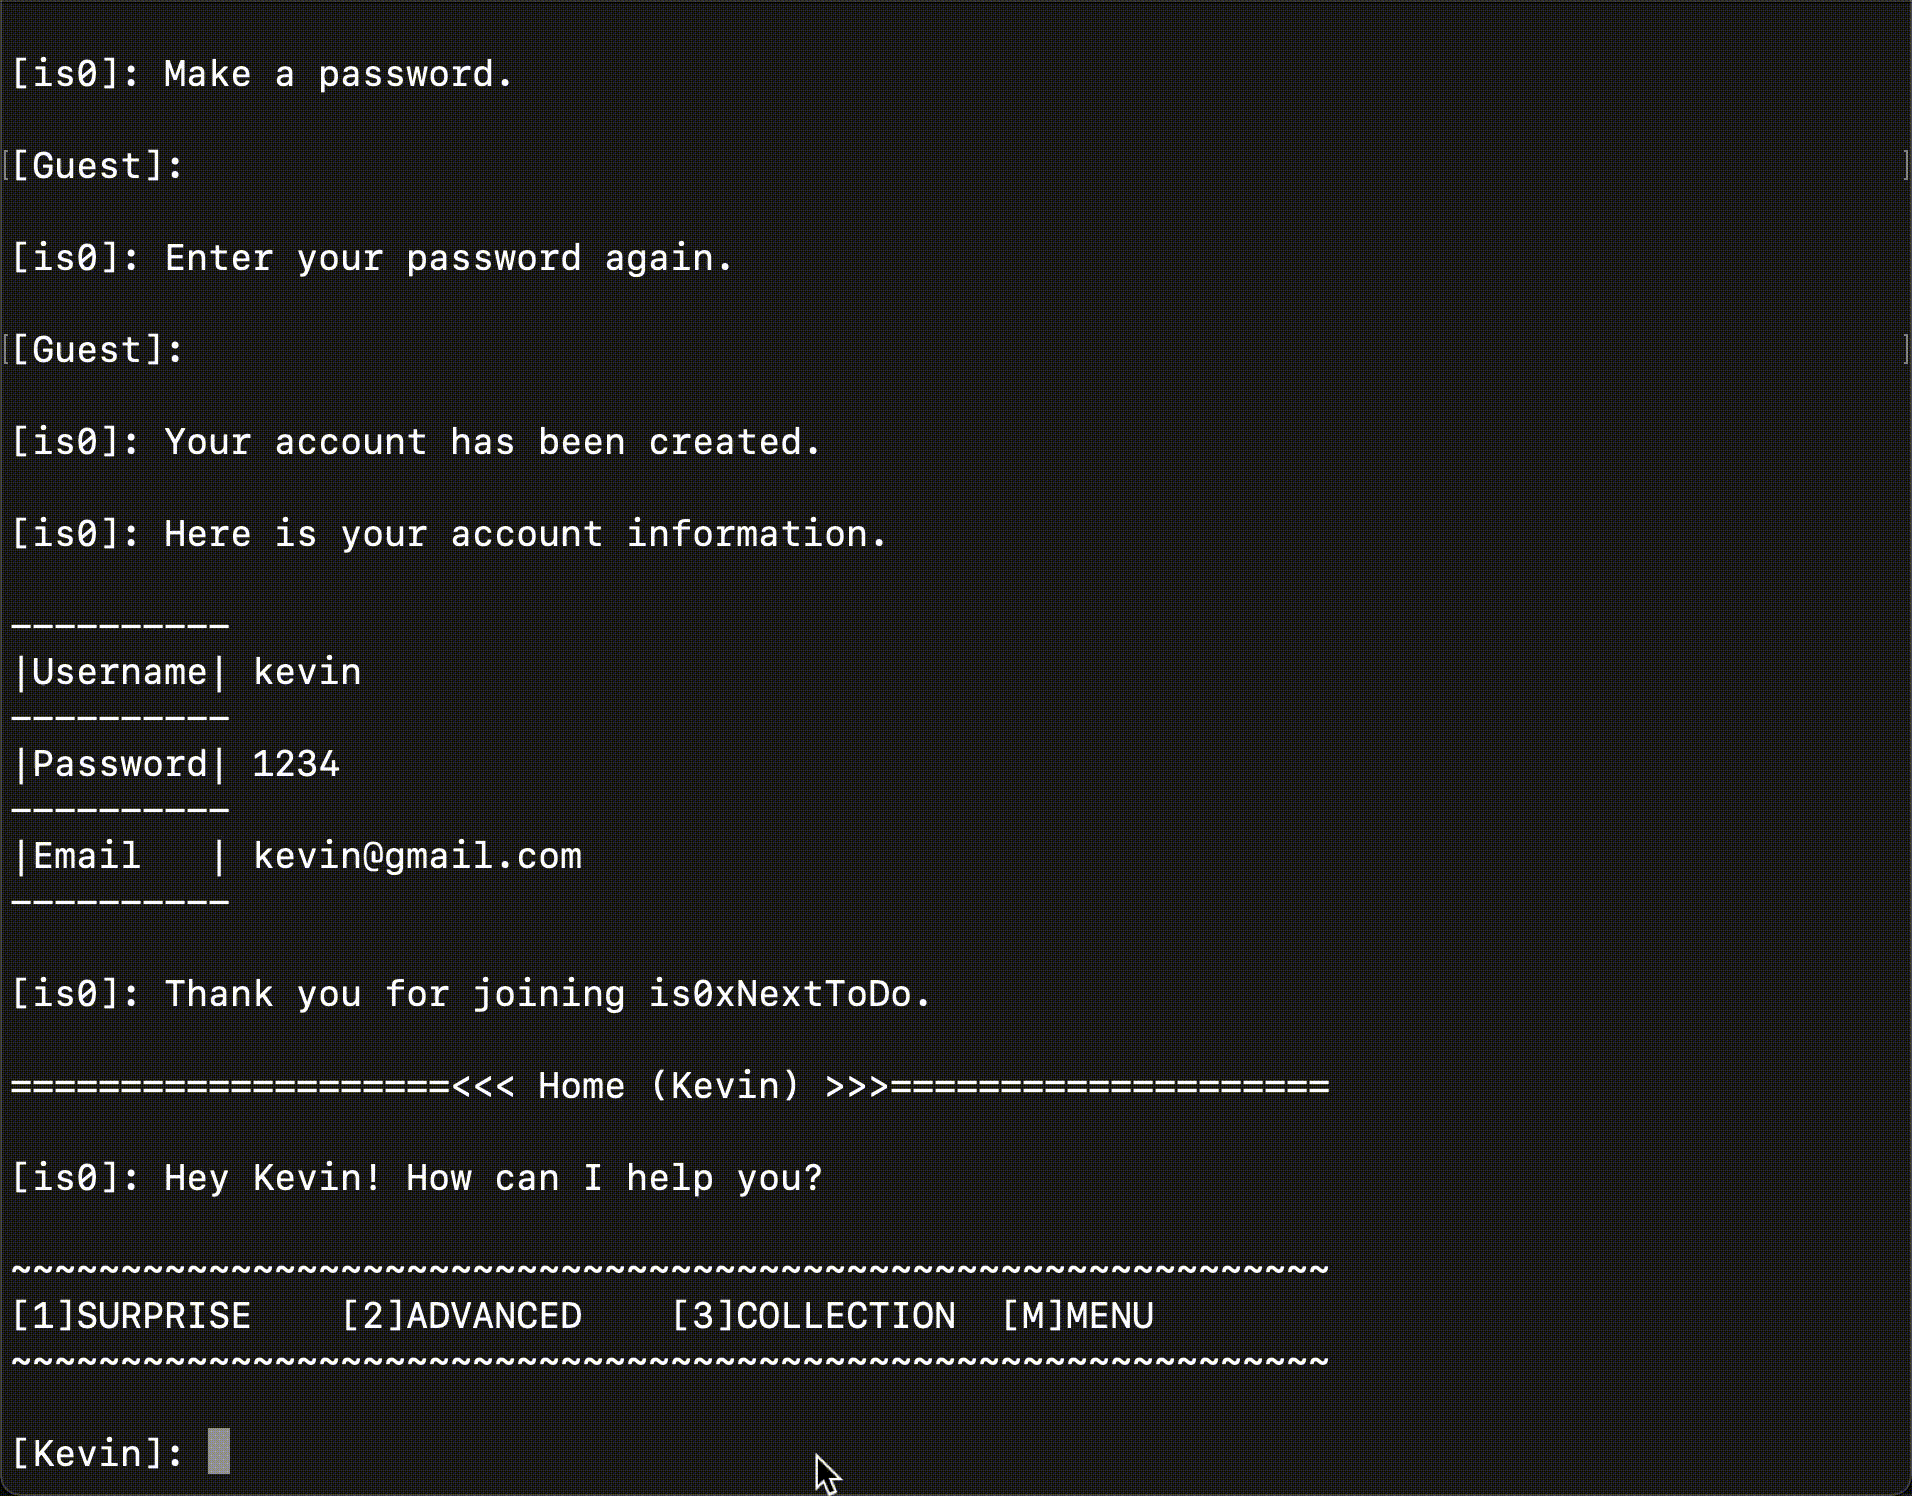 [is0]: Make a password.
[Guest]:
[is0]: Enter your password again.
[Guest]:
[is0]: Your account has been created.
[is0]: Here is your account information.
----------
|Username| kevin
----------
|Password| 1234
----------
|Email   | kevin@gmail.com
----------
[is0]: Thank you for joining is0xNextToDo.
====================<<< Home (Kevin) >>>====================
[is0]: Hey Kevin! How can I help you?
~~~~~~~~~~~~~~~~~~~~~~~~~~~~~~~~~~~~~~~~~~~~~~~~~~~~~~~~~~~~
[1]SURPRISE    [2]ADVANCED    [3]COLLECTION  [M]MENU
~~~~~~~~~~~~~~~~~~~~~~~~~~~~~~~~~~~~~~~~~~~~~~~~~~~~~~~~~~~~
[Kevin]: